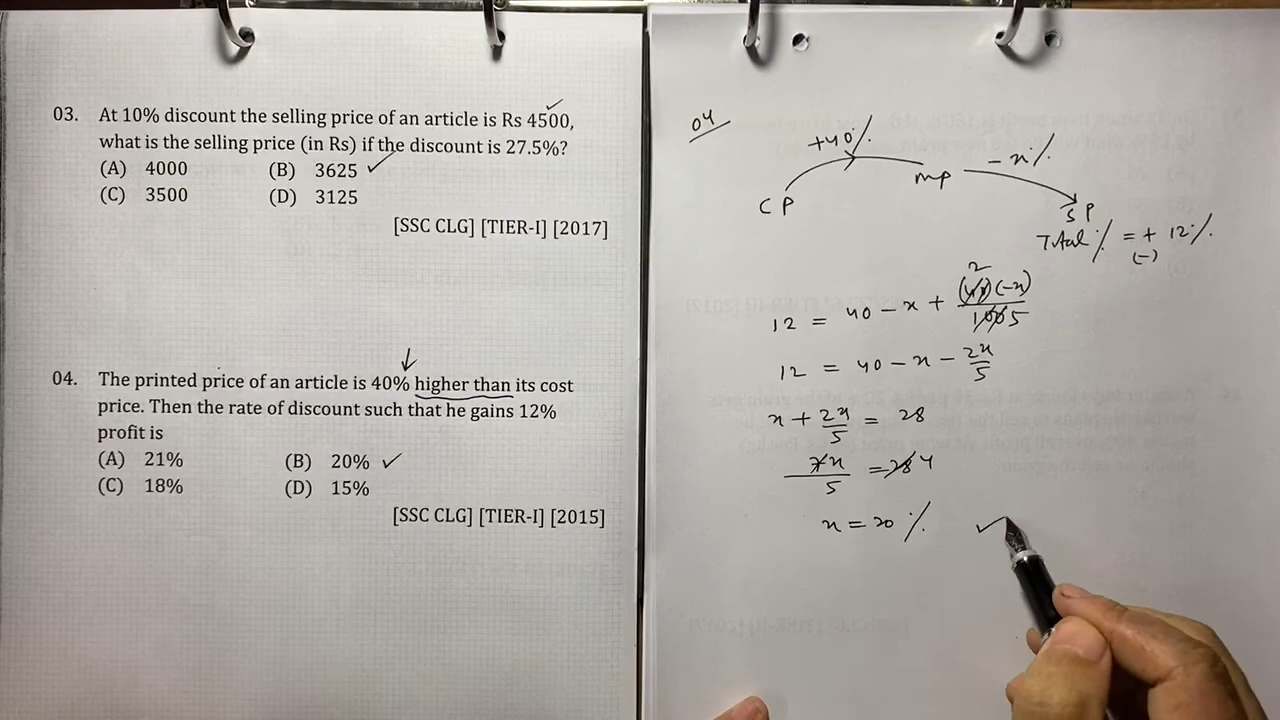 03. At 10% discount the selling price of an article is Rs 4500,
what is the selling price (in Rs) if the discount is 27.5%?
(A) 4000 (B) 3625
(C) 3500 (D) 3125
[SSC CLG] [TIER-I] [2017]
04. The printed price of an article is 40% higher than its cost
price. Then the rate of discount such that he gains 12%
profit is
(A) 21% (B) 20%
(C) 18% (D) 15%
[SSC CLG] [TIER-I] [2015]
04
+40%
-x%
CP
MP
SP
Total % = + 12%
(-)
2
12 = 40 - x + (40)(-x)/100 5
12 = 40 - x - 2x/5
x + 2x/5 = 28
7x/5 = 28 4
x = 20 %